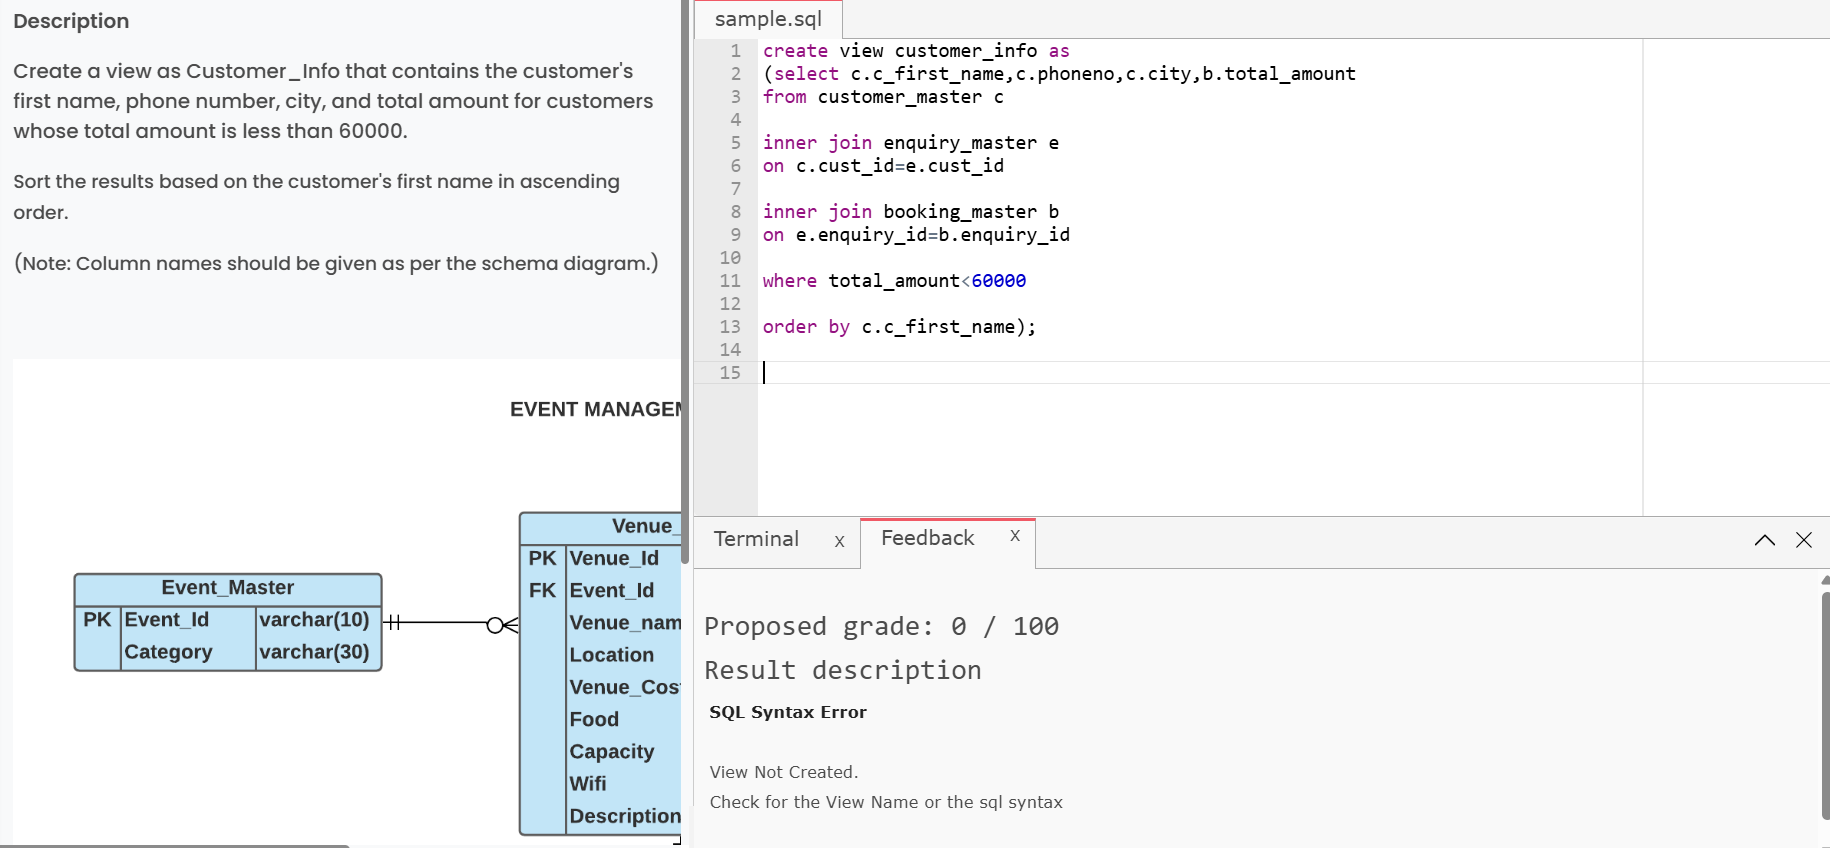 Description
Create a view as Customer_Info that contains the customer's
first name, phone number, city, and total amount for customers
whose total amount is less than 60000.
Sort the results based on the customer's first name in ascending
order.
(Note: Column names should be given as per the schema diagram.)
EVENT MANAGEM
Event_Master
PK Event_Id varchar(10)
Category varchar(30)
Venue_
PK Venue_Id
FK Event_Id
Venue_nam
Location
Venue_Cos
Food
Capacity
Wifi
Description
sample.sql
1 create view customer_info as
2 (select c.c_first_name,c.phoneno,c.city,b.total_amount
3 from customer_master c
4
5 inner join enquiry_master e
6 on c.cust_id=e.cust_id
7
8 inner join booking_master b
9 on e.enquiry_id=b.enquiry_id
10
11 where total_amount<60000
12
13 order by c.c_first_name);
14
15
Terminal x Feedback x
Proposed grade: 0 / 100
Result description
SQL Syntax Error
View Not Created.
Check for the View Name or the sql syntax